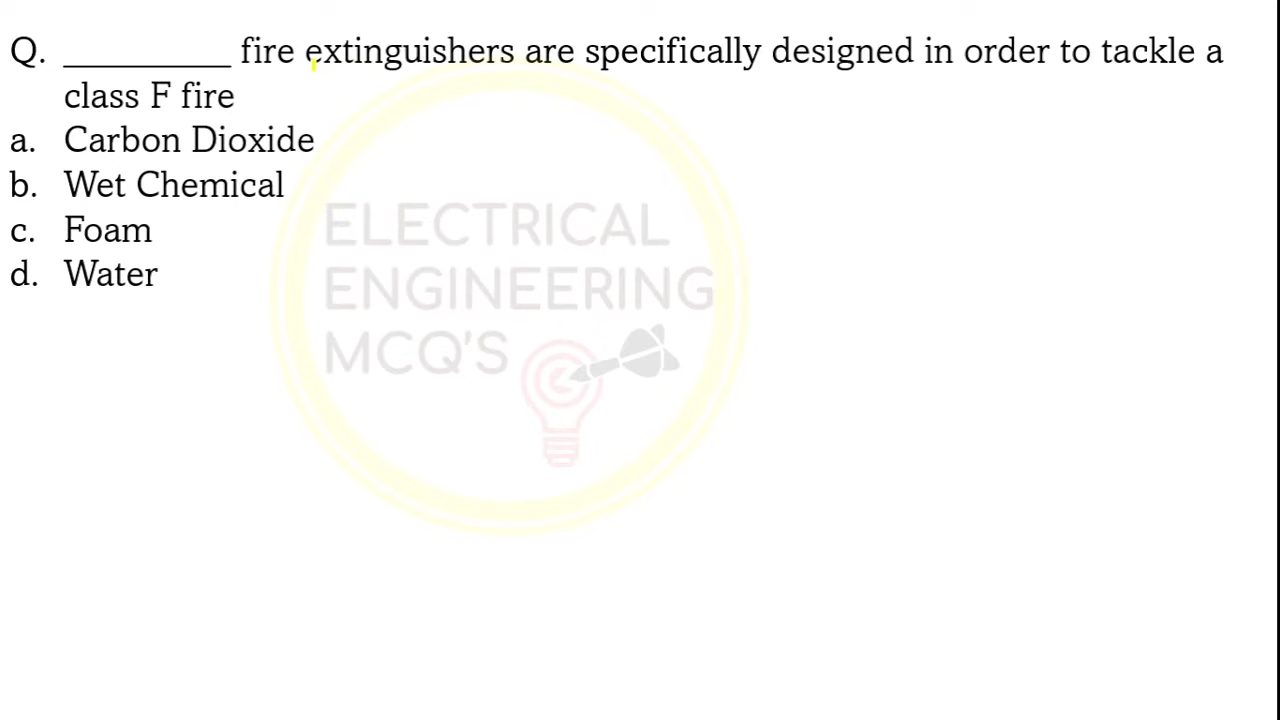 Q. __________ fire extinguishers are specifically designed in order to tackle a
class F fire
a. Carbon Dioxide
b. Wet Chemical
c. Foam
d. Water
ELECTRICAL
ENGINEERING
MCQ'S